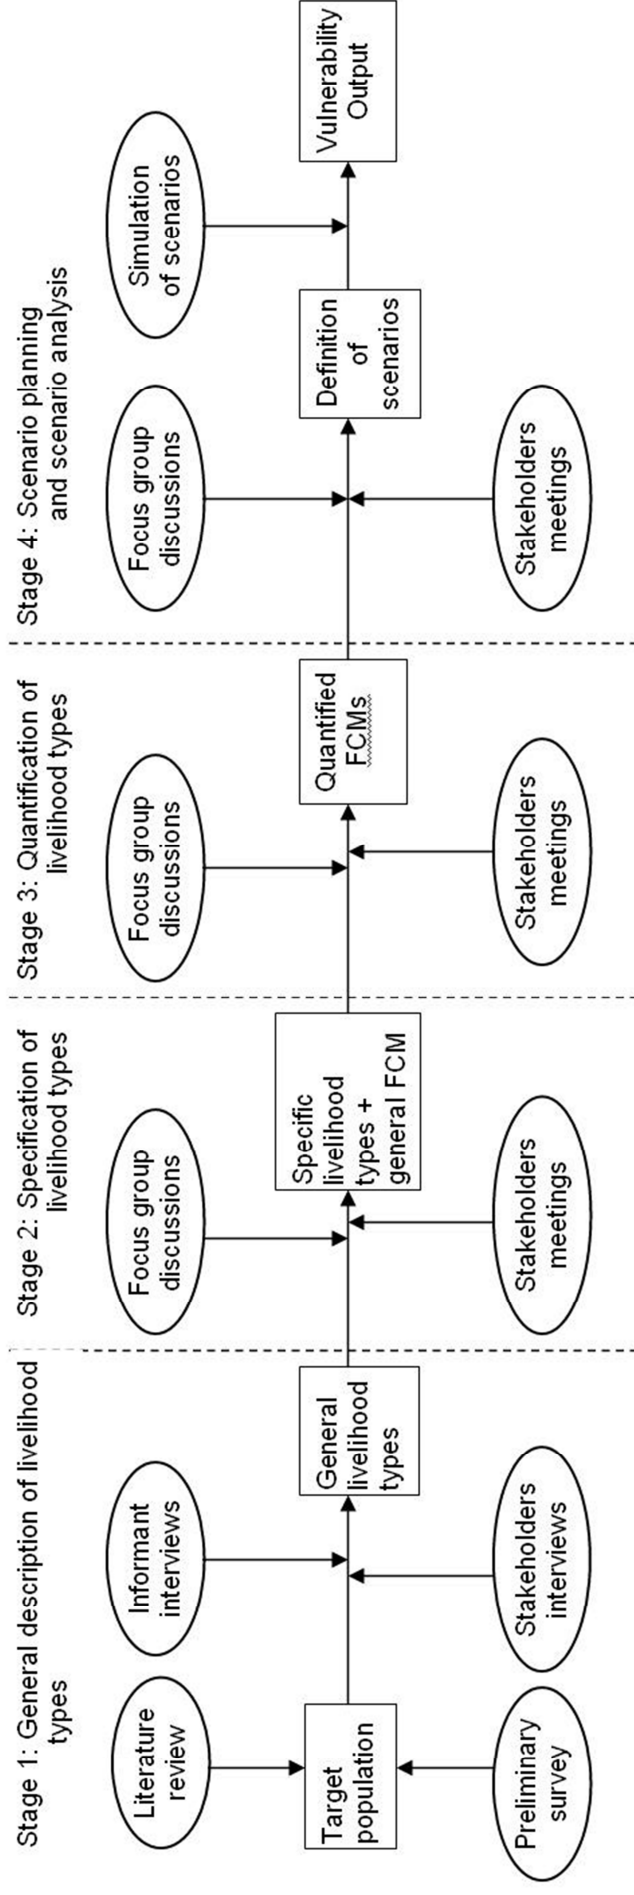 Stage 1: General description of livelihood
types
Stage 2: Specification of
livelihood types
Stage 3: Quantification of
livelihood types
Stage 4: Scenario planning
and scenario analysis
Literature
review
Informant
interviews
Focus group
discussions
Focus group
discussions
Focus group
discussions
Simulation
of scenarios
Target
population
General
livelihood
types
Specific
livelihood
types +
general FCM
Quantified
FCMs
Definition
of
scenarios
Vulnerability
Output
Preliminary
survey
Stakeholders
interviews
Stakeholders
meetings
Stakeholders
meetings
Stakeholders
meetings